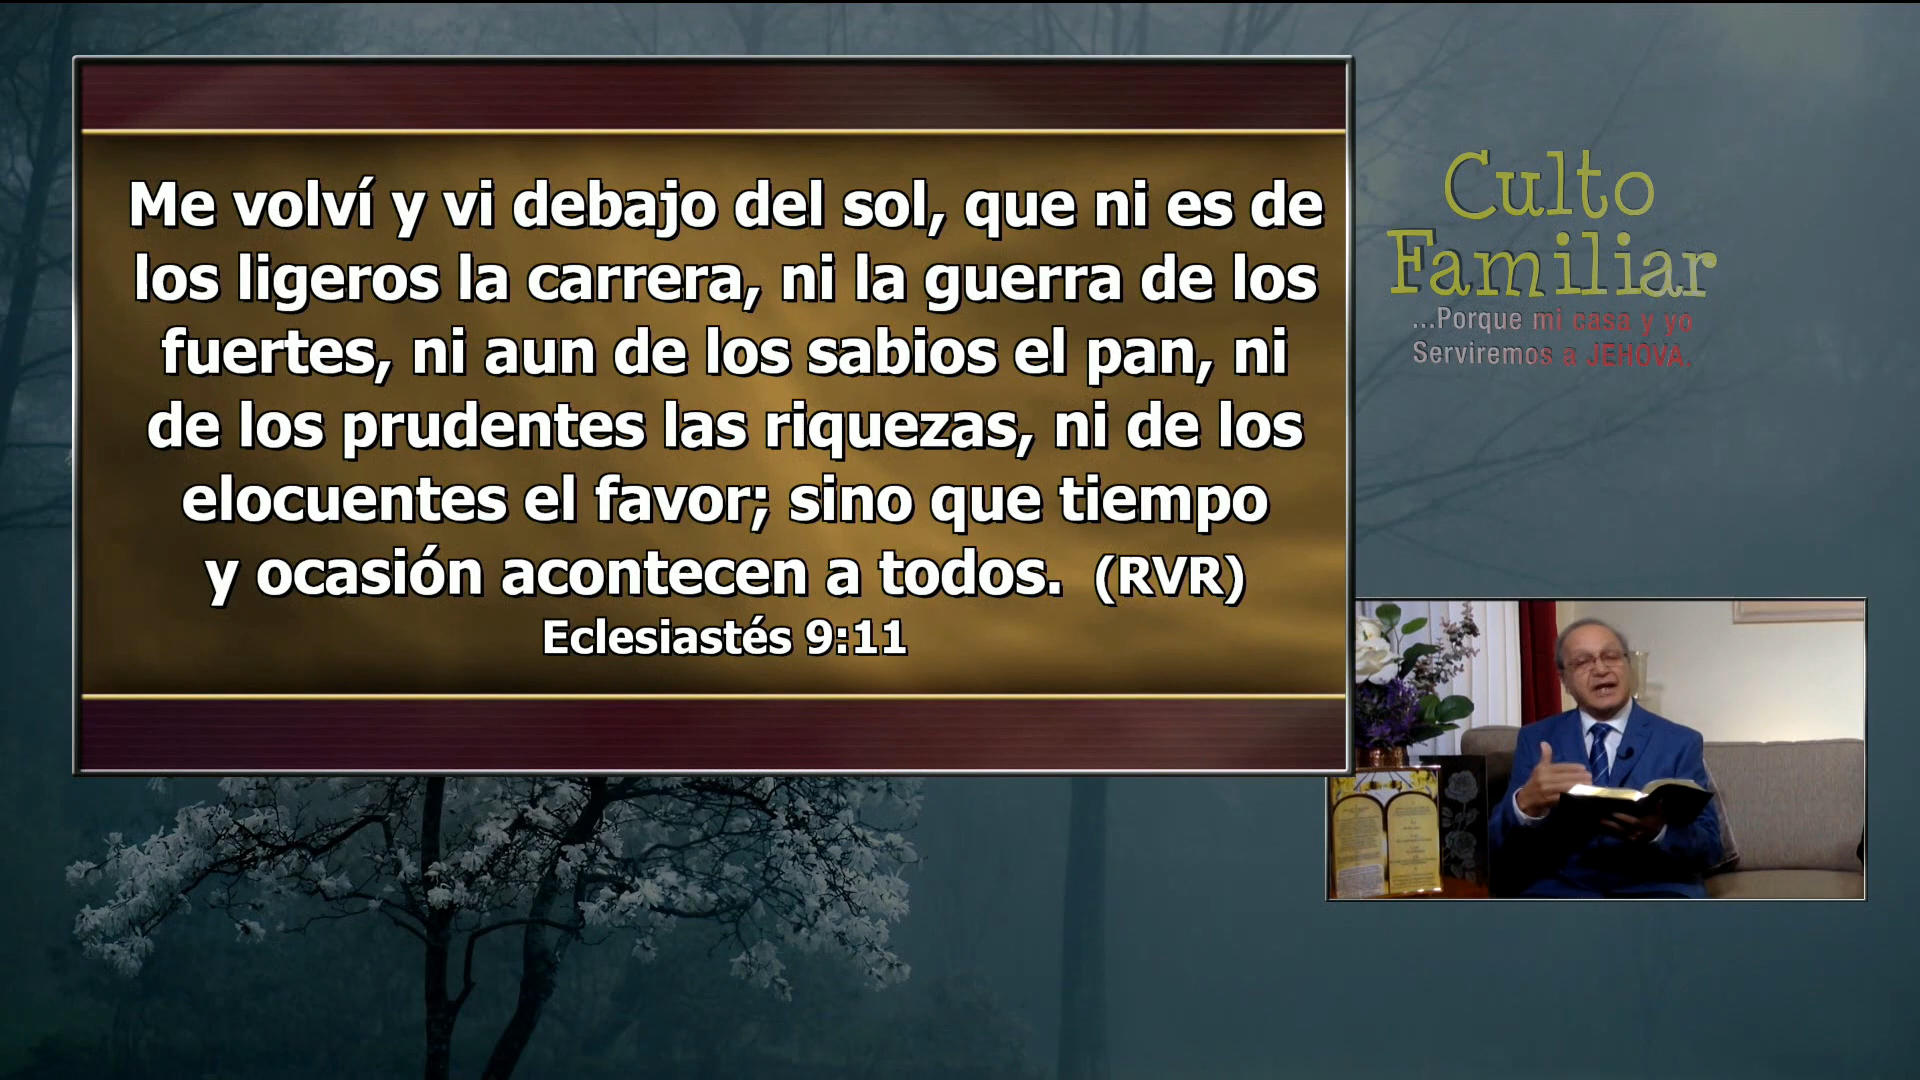 Me volví y vi debajo del sol, que ni es de
los ligeros la carrera, ni la guerra de los
fuertes, ni aun de los sabios el pan, ni
de los prudentes las riquezas, ni de los
elocuentes el favor; sino que tiempo
y ocasión acontecen a todos. (RVR)
Eclesiastés 9:11
Culto
Familiar
...Porque mi casa y yo
Serviremos a JEHOVA.